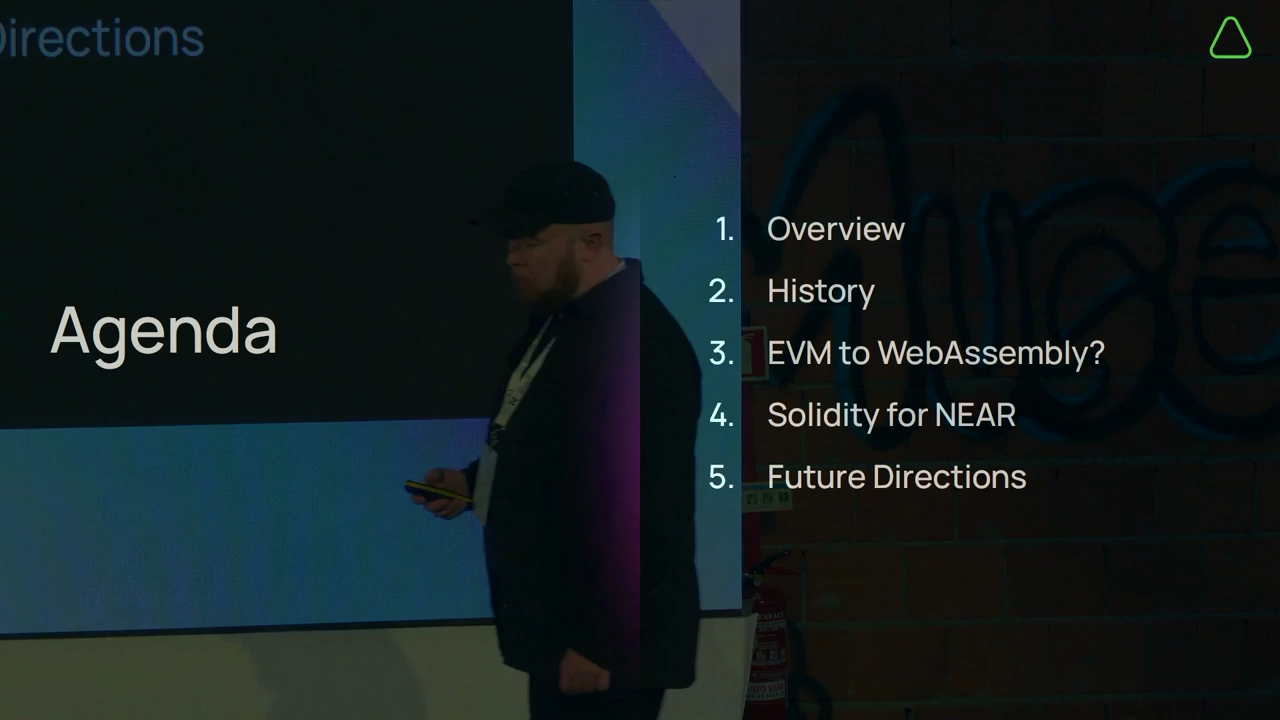 Directions
Agenda
1. Overview
2. History
3. EVM to WebAssembly?
4. Solidity for NEAR
5. Future Directions